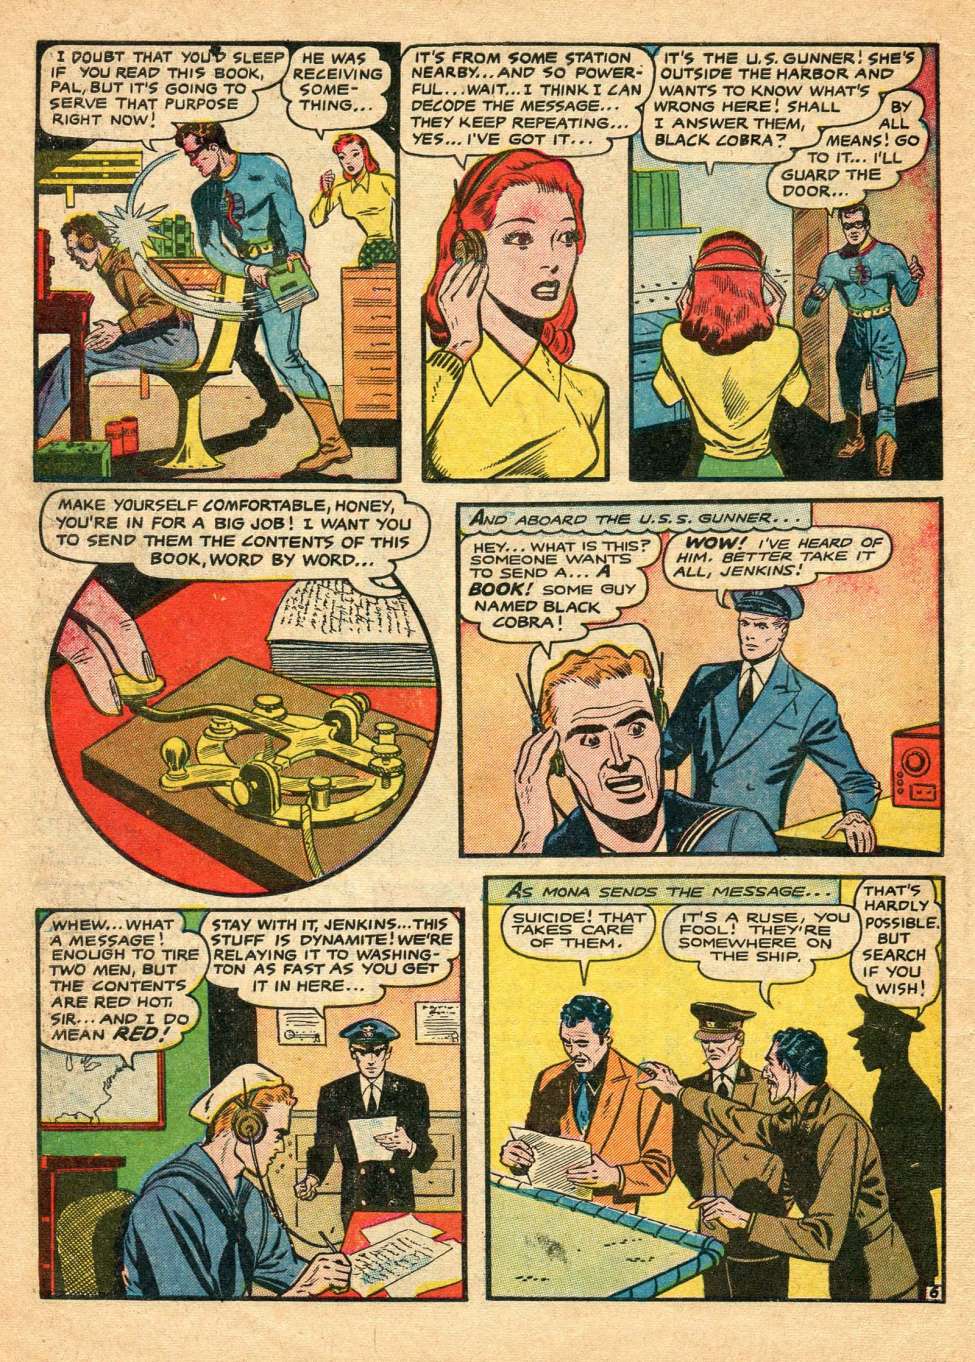 I DOUBT THAT YOU'D SLEEP
IF YOU READ THIS BOOK,
PAL, BUT IT'S GOING TO
SERVE THAT PURPOSE
RIGHT NOW!
HE WAS
RECEIVING
SOME-
THING...
IT'S FROM SOME STATION
NEARBY...AND SO POWER-
FUL...WAIT...I THINK I CAN
DECODE THE MESSAGE...
THEY KEEP REPEATING...
YES...I'VE GOT IT...
IT'S THE U.S. GUNNER! SHE'S
OUTSIDE THE HARBOR AND
WANTS TO KNOW WHAT'S
WRONG HERE! SHALL
I ANSWER THEM,
BLACK COBRA?
BY
ALL
MEANS! GO
TO IT... I'LL
GUARD THE
DOOR...
MAKE YOURSELF COMFORTABLE, HONEY,
YOU'RE IN FOR A BIG JOB! I WANT YOU
TO SEND THEM THE CONTENTS OF THIS
BOOK, WORD BY WORD...
AND ABOARD THE U.S.S. GUNNER...
HEY...WHAT IS THIS?
SOMEONE WANTS
TO SEND A... A
BOOK! SOME GUY
NAMED BLACK
COBRA!
WOW! I'VE HEARD OF
HIM. BETTER TAKE IT
ALL, JENKINS!
WHEW...WHAT
A MESSAGE!
ENOUGH TO TIRE
TWO MEN, BUT
THE CONTENTS
ARE RED HOT,
SIR...AND I DO
MEAN RED!
STAY WITH IT, JENKINS...THIS
STUFF IS DYNAMITE! WE'RE
RELAYING IT TO WASHING-
TON AS FAST AS YOU GET
IT IN HERE...
AS MONA SENDS THE MESSAGE...
SUICIDE! THAT
TAKES CARE
OF THEM.
IT'S A RUSE, YOU
FOOL! THEY'RE
SOMEWHERE ON
THE SHIP.
THAT'S
HARDLY
POSSIBLE.
BUT
SEARCH
IF YOU
WISH!
6